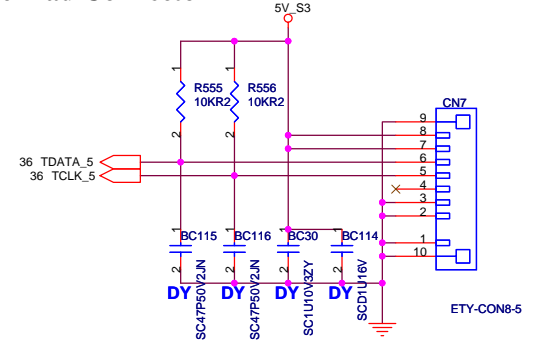 5V_S3
R555
10KR2
R556
10KR2
1
1
2
2
36 TDATA_5
36 TCLK_5
CN7
9
8
7
6
5
4
3
2
1
10
ETY-CON8-5
1
BC115
2
SC47P50V2JN
DY
1
BC116
2
SC47P50V2JN
DY
1
BC30
2
SC1U10V3ZY
DY
1
BC114
2
SCD1U16V
DY